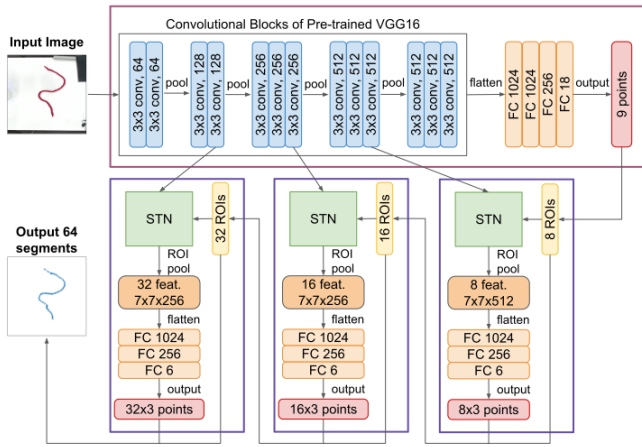 Convolutional Blocks of Pre-trained VGG16
Input Image
3x3 conv, 64
3x3 conv, 64
pool
3x3 conv, 128
3x3 conv, 128
pool
3x3 conv, 256
3x3 conv, 256
3x3 conv, 256
pool
3x3 conv, 512
3x3 conv, 512
3x3 conv, 512
pool
3x3 conv, 512
3x3 conv, 512
3x3 conv, 512
flatten
FC 1024
FC 1024
FC 256
FC 18
output
9 points
STN
32 ROIs
ROI
pool
32 feat.
7x7x256
flatten
FC 1024
FC 256
FC 6
output
32x3 points
STN
16 ROIs
ROI
pool
16 feat.
7x7x256
flatten
FC 1024
FC 256
FC 6
output
16x3 points
STN
8 ROIs
ROI
pool
8 feat.
7x7x512
flatten
FC 1024
FC 256
FC 6
output
8x3 points
Output 64
segments